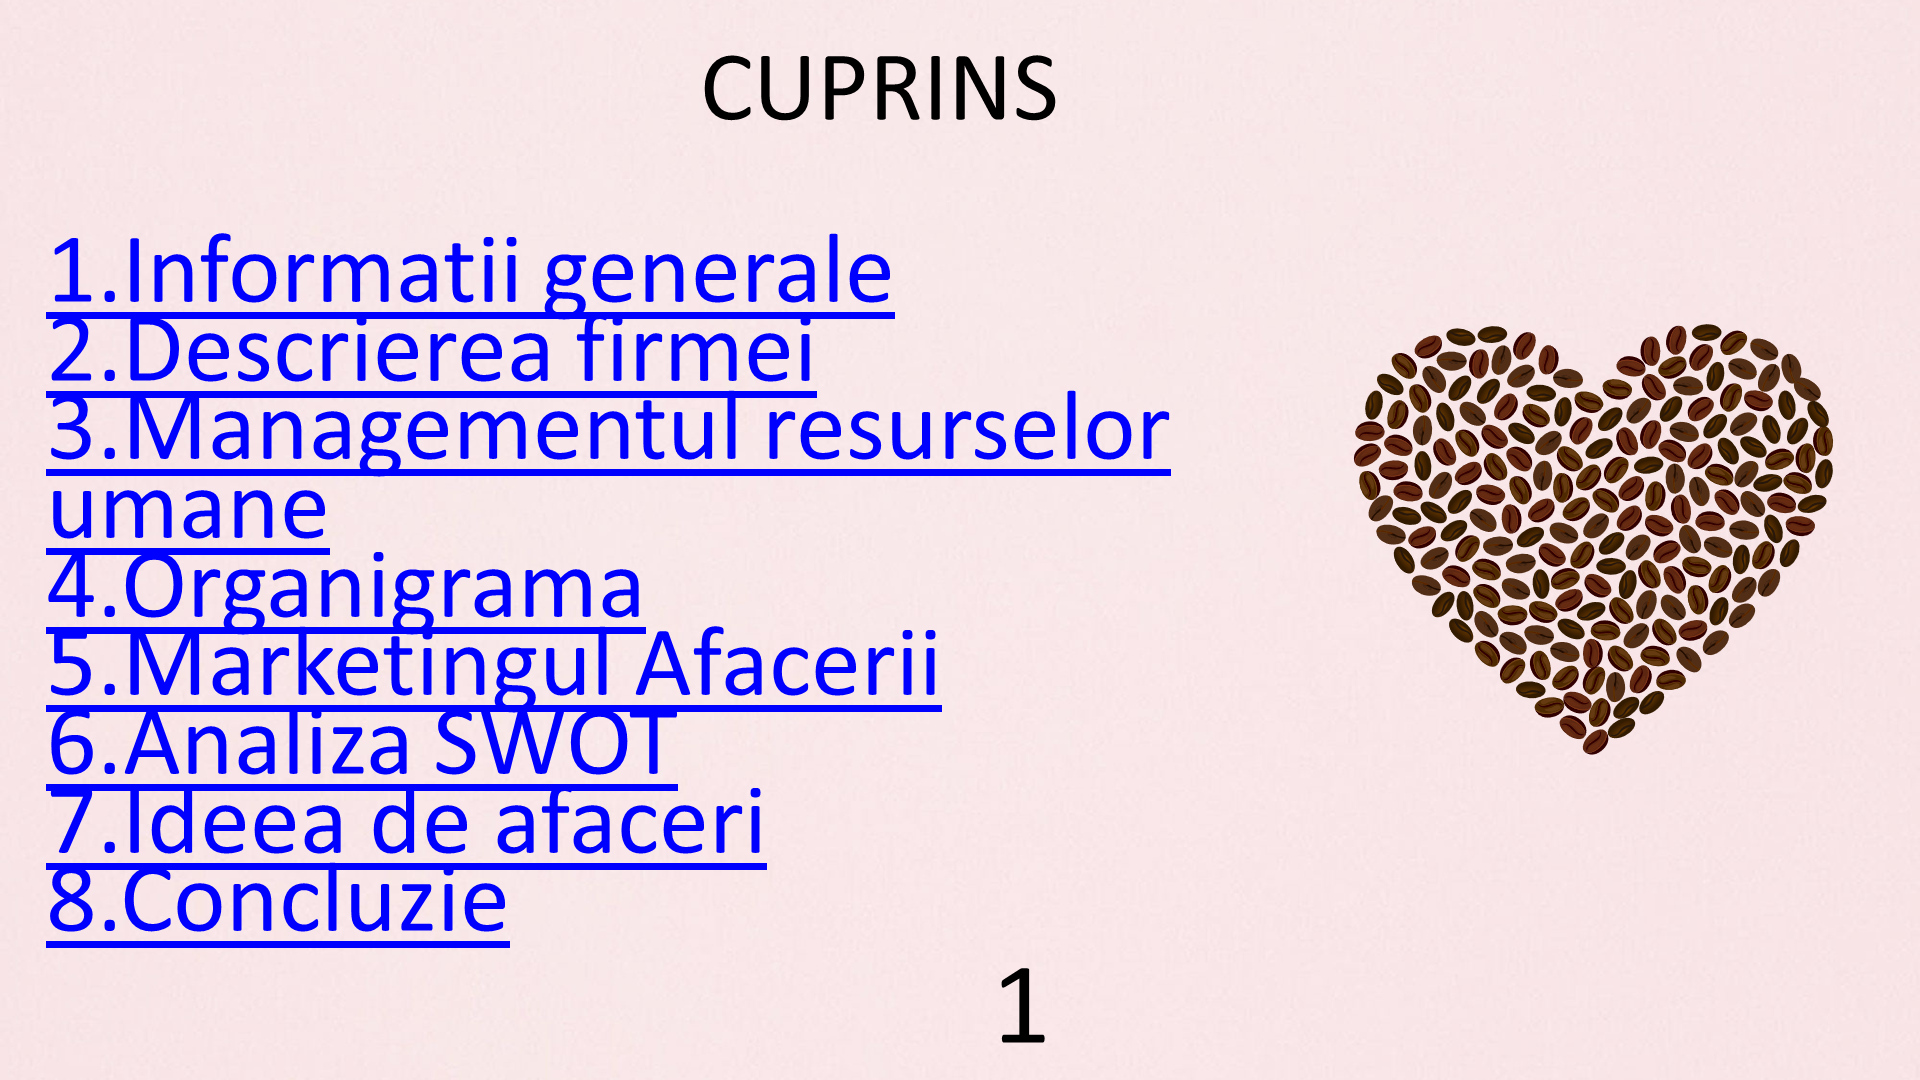 CUPRINS
1.Informatii generale
2.Descrierea firmei
3.Managementul resurselor
umane
4.Organigrama
5.Marketingul Afacerii
6.Analiza SWOT
7.Ideea de afaceri
8.Concluzie
1